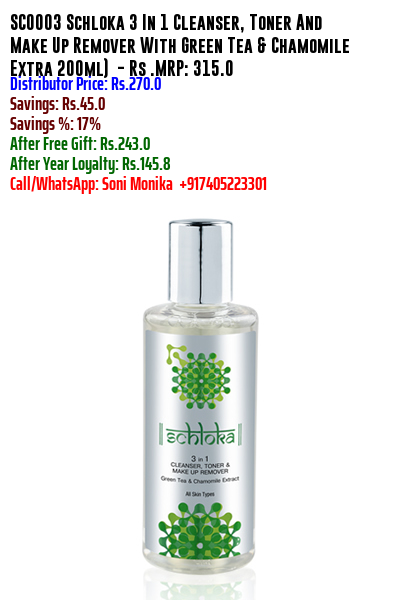 SC0003 Schloka 3 In 1 Cleanser, Toner And
Make Up Remover With Green Tea & Chamomile
Extra 200ml) - Rs .MRP: 315.0
Distributor Price: Rs.270.0
Savings: Rs.45.0
Savings %: 17%
After Free Gift: Rs.243.0
After Year Loyalty: Rs.145.8
Call/WhatsApp: Soni Monika +917405223301
schloka
3 in 1
CLEANSER, TONER &
MAKE UP REMOVER
Green Tea & Chamomile Extract
All Skin Types